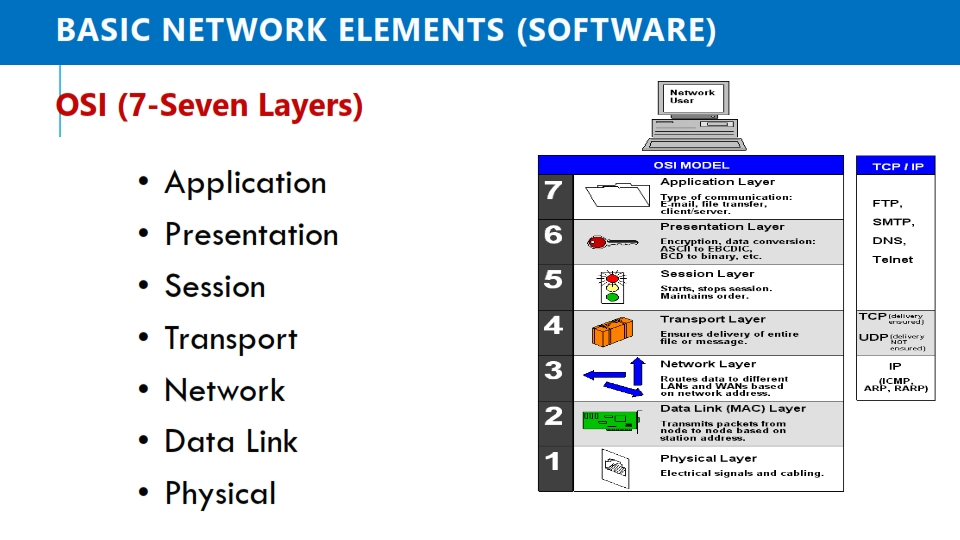 BASIC NETWORK ELEMENTS (SOFTWARE)
OSI (7-Seven Layers)
• Application
• Presentation
• Session
• Transport
• Network
• Data Link
• Physical
Network
User
OSI MODEL
7
Application Layer
Type of communication:
E-mail, file transfer,
client/server.
6
Presentation Layer
Encryption, data conversion:
ASCII to EBCDIC,
BCD to binary, etc.
5
Session Layer
Starts, stops session.
Maintains order.
4
Transport Layer
Ensures delivery of entire
file or message.
3
Network Layer
Routes data to different
LANs and WANs based
on network address.
2
Data Link (MAC) Layer
Transmits packets from
node to node based on
station address.
1
Physical Layer
Electrical signals and cabling.
TCP / IP
FTP,
SMTP,
DNS,
Telnet
TCP (delivery
ensured)
UDP (delivery
NOT
ensured)
IP
(ICMP,
ARP, RARP)